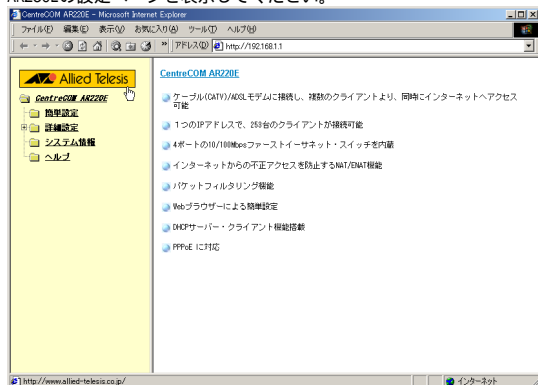 AR220Eの設定ページを表示してください。
CentreCOM AR220E - Microsoft Internet Explorer
ファイル(F) 編集(E) 表示(V) お気に入り(A) ツール(T) ヘルプ(H)
アドレス(D) http://192.168.1.1
Allied Telesis
CentreCOM AR220E
簡単設定
詳細設定
システム情報
ヘルプ
CentreCOM AR220E
ケーブル(CATV)/ADSLモデムに接続し、複数のクライアントより、同時にインターネットへアクセス
可能
1つのIPアドレスで、253台のクライアントが接続可能
4ポートの10/100Mbpsファーストイーサネット・スイッチを内蔵
インターネットからの不正アクセスを防止するNAT/ENAT機能
パケットフィルタリング機能
Webブラウザーによる簡単設定
DHCPサーバー・クライアント機能搭載
PPPoE に対応
http://www.allied-telesis.co.jp/
インターネット